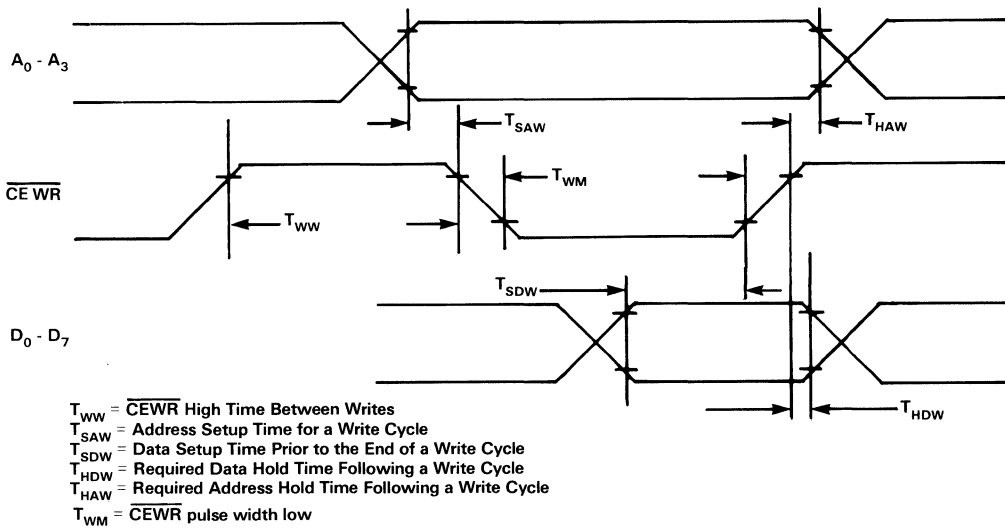 A0 - A3
TSAW
THAW
CE WR
TWM
TWW
TSDW
D0 - D7
THDW
TWW = CEWR High Time Between Writes
TSAW = Address Setup Time for a Write Cycle
TSDW = Data Setup Time Prior to the End of a Write Cycle
THDW = Required Data Hold Time Following a Write Cycle
THAW = Required Address Hold Time Following a Write Cycle
TWM = CEWR pulse width low